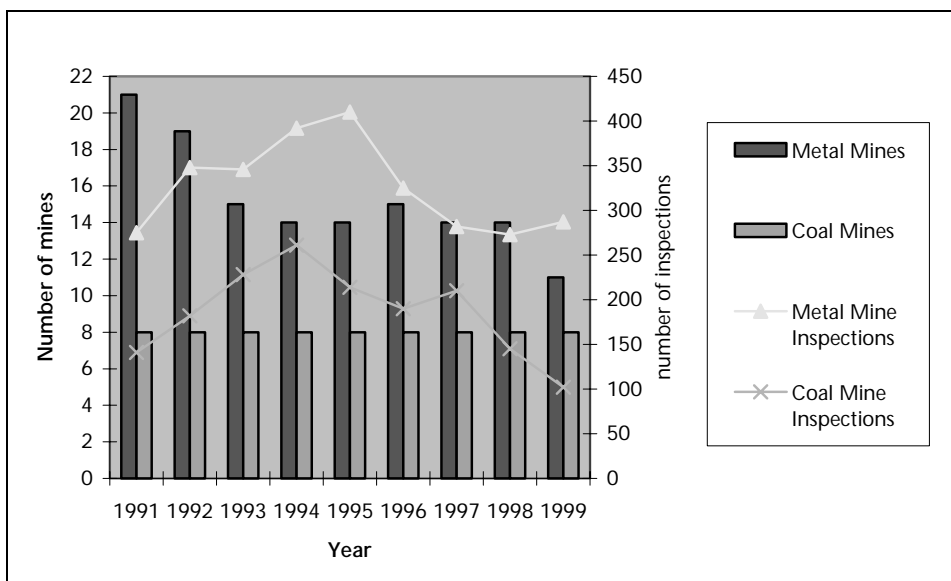 22
20
18
16
14
12
10
8
6
4
2
0
Number of mines
450
400
350
300
250
200
150
100
50
0
number of inspections
1991 1992 1993 1994 1995 1996 1997 1998 1999
Year
Metal Mines
Coal Mines
Metal Mine
Inspections
Coal Mine
Inspections